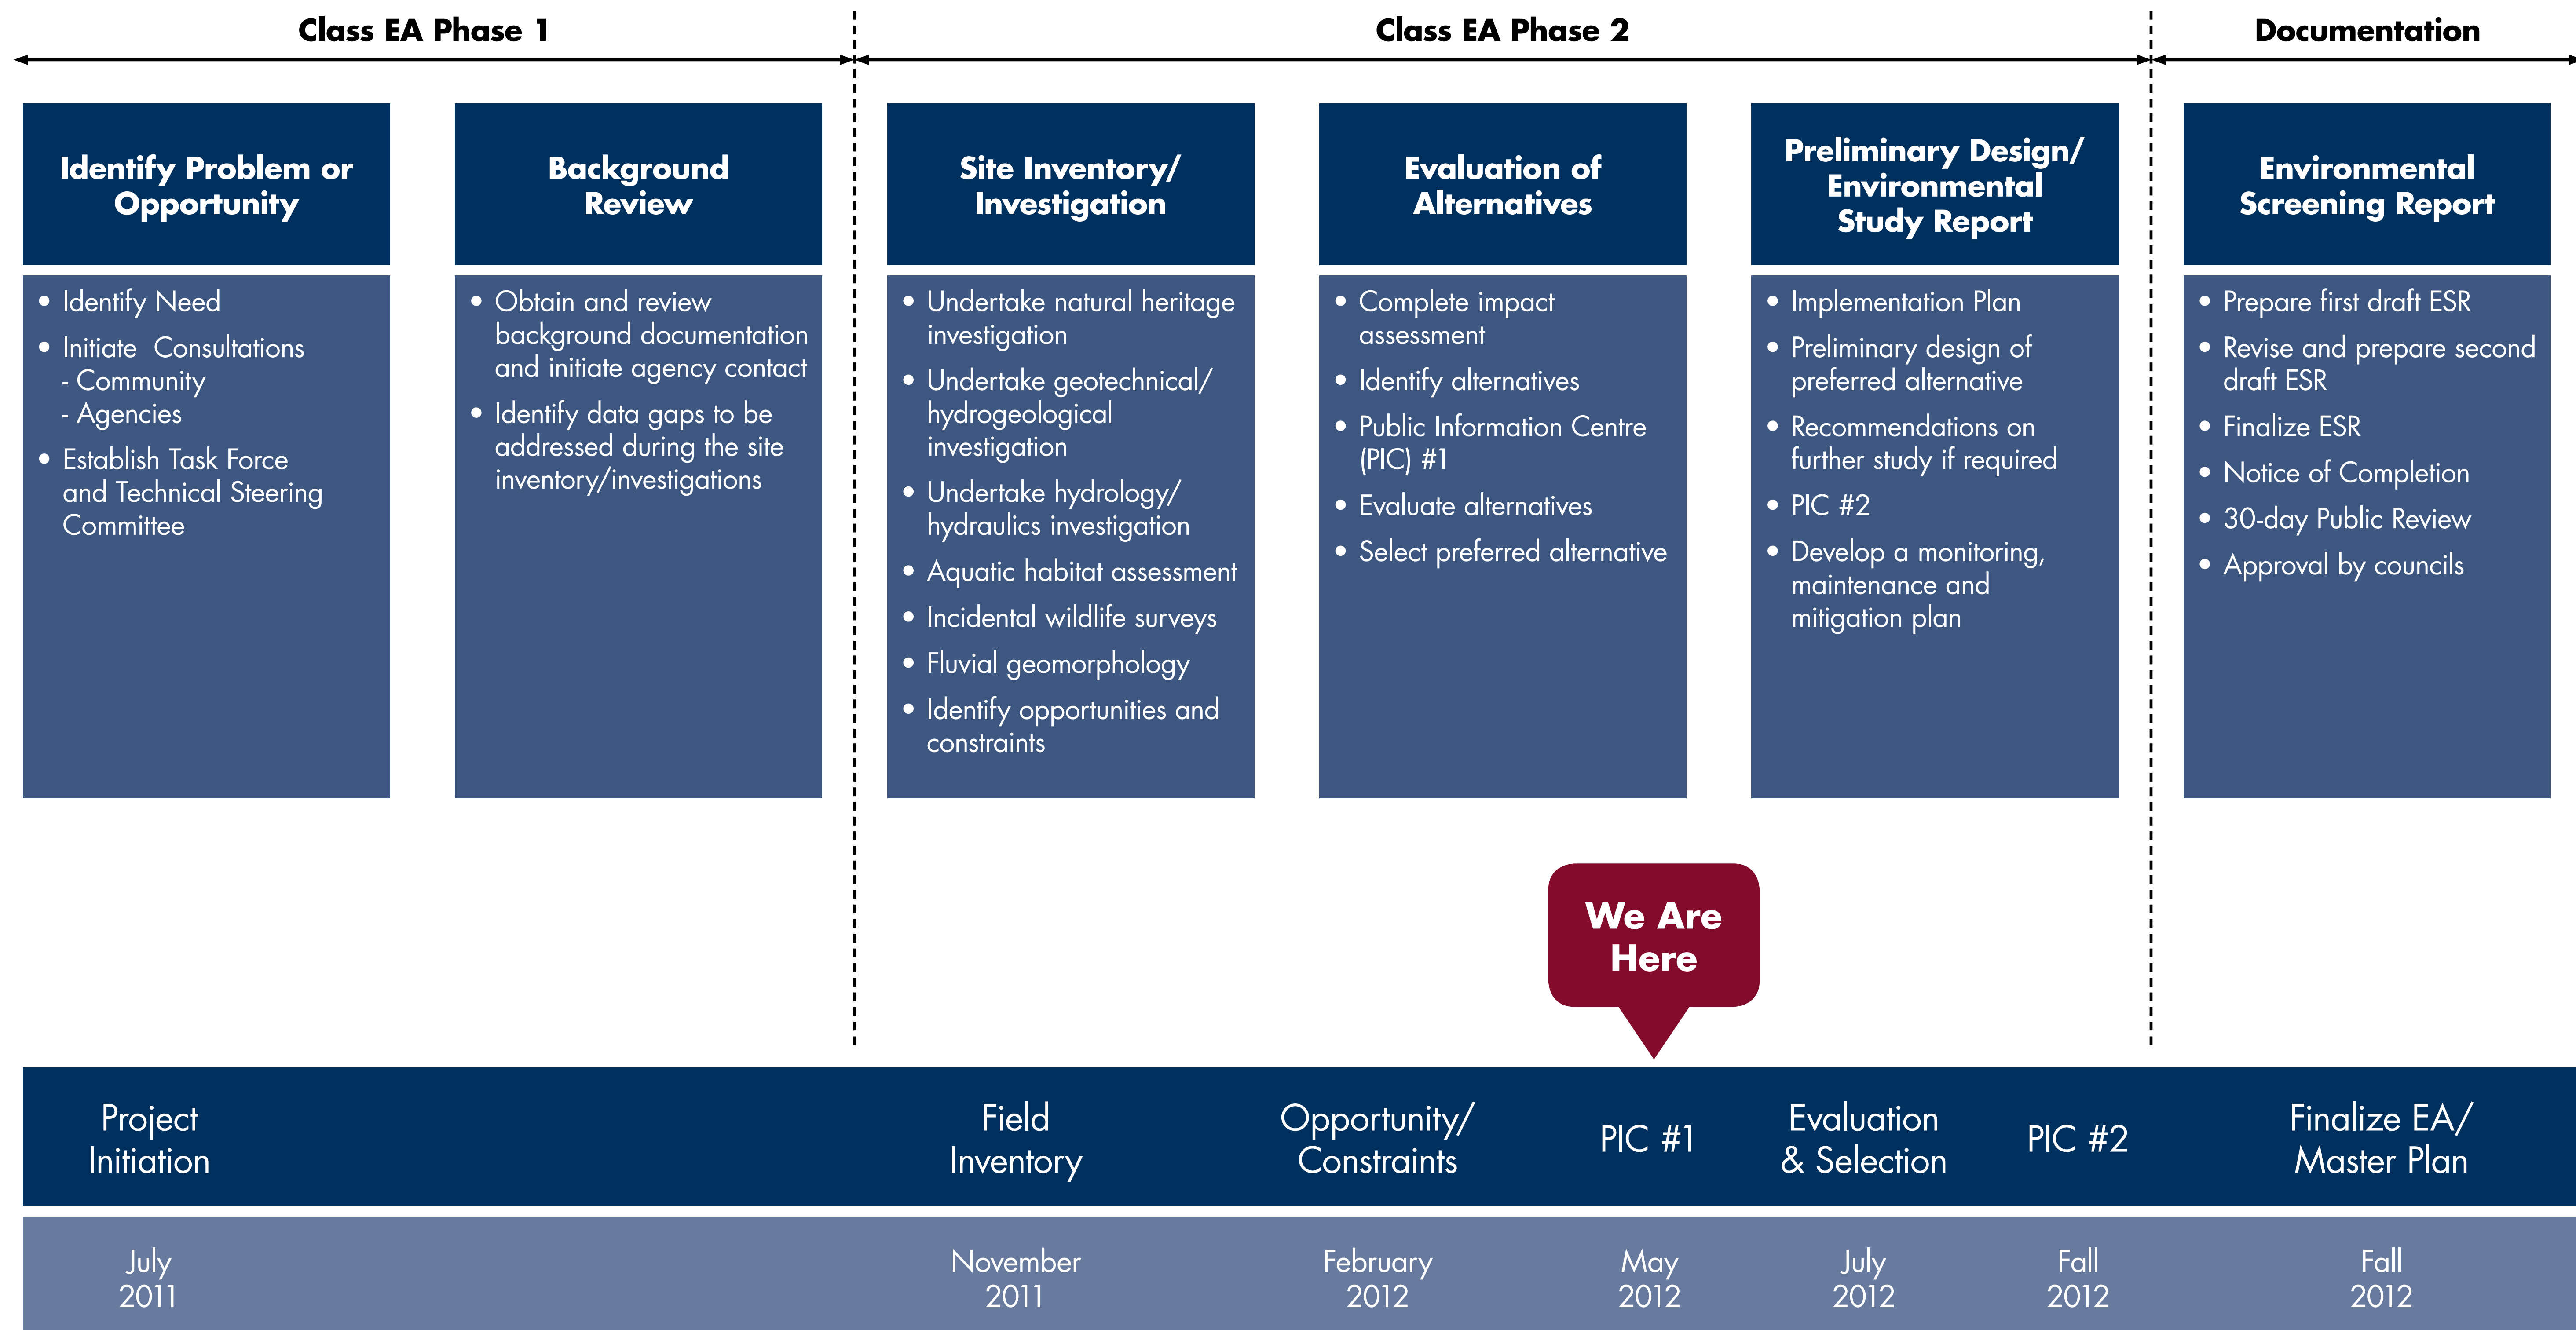 Class EA Phase 1
Class EA Phase 2
Documentation
Identify Problem or
Opportunity
• Identify Need
• Initiate  Consultations
- Community
- Agencies
• Establish Task Force
and Technical Steering
Committee
Background
Review
• Obtain and review
background documentation
and initiate agency contact
• Identify data gaps to be
addressed during the site
inventory/investigations
Site Inventory/
Investigation
• Undertake natural heritage
investigation
• Undertake geotechnical/
hydrogeological
investigation
• Undertake hydrology/
hydraulics investigation
• Aquatic habitat assessment
• Incidental wildlife surveys
• Fluvial geomorphology
• Identify opportunities and
constraints
Evaluation of
Alternatives
• Complete impact
assessment
• Identify alternatives
• Public Information Centre
(PIC) #1
• Evaluate alternatives
• Select preferred alternative
Preliminary Design/
Environmental
Study Report
• Implementation Plan
• Preliminary design of
preferred alternative
• Recommendations on
further study if required
• PIC #2
• Develop a monitoring,
maintenance and
mitigation plan
Environmental
Screening Report
• Prepare first draft ESR
• Revise and prepare second
draft ESR
• Finalize ESR
• Notice of Completion
• 30-day Public Review
• Approval by councils
We Are
Here
Project
Initiation
Field
Inventory
Opportunity/
Constraints
PIC #1
Evaluation
& Selection
PIC #2
Finalize EA/
Master Plan
July
2011
November
2011
February
2012
May
2012
July
2012
Fall
2012
Fall
2012